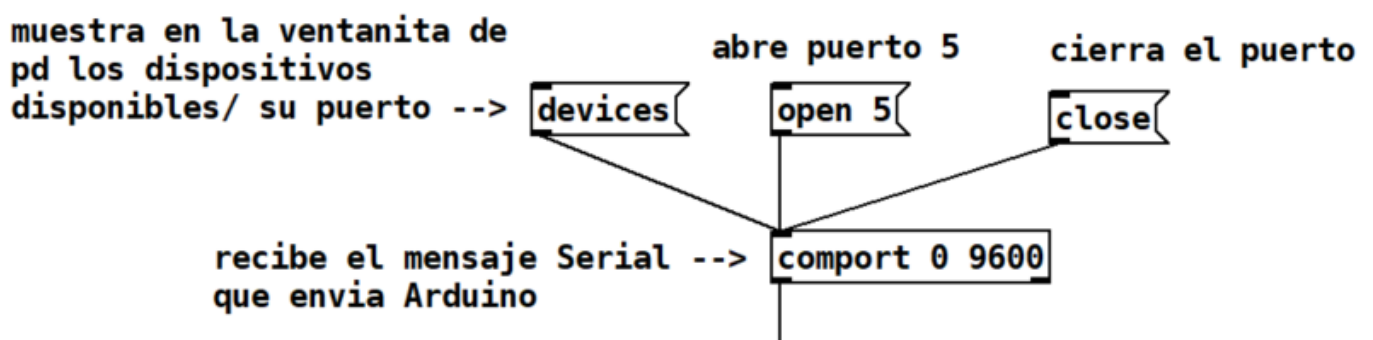 muestra en la ventanita de
pd los dispositivos
disponibles/ su puerto -->
devices
abre puerto 5
open 5
cierra el puerto
close
recibe el mensaje Serial -->
que envia Arduino
comport 0 9600